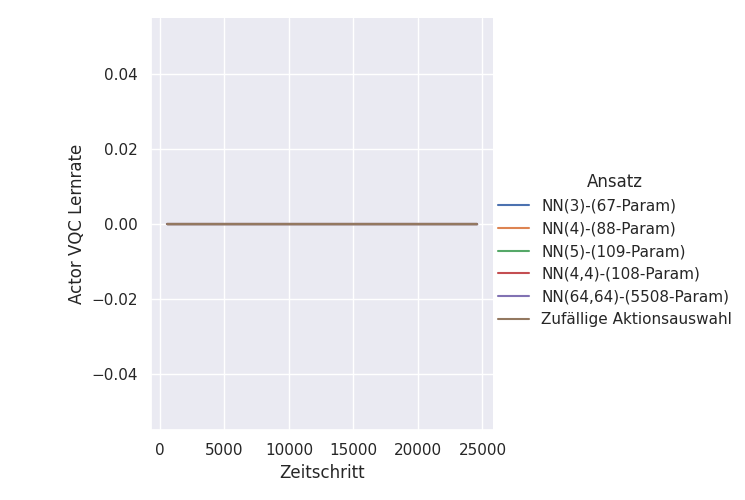 0.04
0.02
0.00
−0.02
−0.04
Actor VQC Lernrate
0 5000 10000 15000 20000 25000
Zeitschritt
Ansatz
NN(3)-(67-Param)
NN(4)-(88-Param)
NN(5)-(109-Param)
NN(4,4)-(108-Param)
NN(64,64)-(5508-Param)
Zufällige Aktionsauswahl